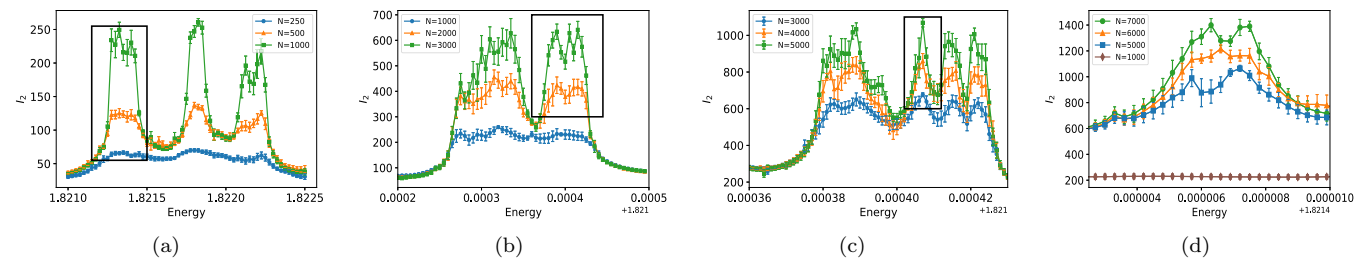 250
200
150
100
50
I₂
N=250
N=500
N=1000
1.8210 1.8215 1.8220 1.8225
Energy
(a)
700
600
500
400
300
200
100
0
I₂
N=1000
N=2000
N=3000
0.0002 0.0003 0.0004 0.0005
Energy
+1.821
(b)
1000
800
600
400
200
I₂
N=3000
N=4000
N=5000
0.00036 0.00038 0.00040 0.00042
Energy
+1.821
(c)
1400
1200
1000
800
600
400
200
I₂
N=7000
N=6000
N=5000
N=1000
0.000004 0.000006 0.000008 0.000010
Energy
+1.8214
(d)